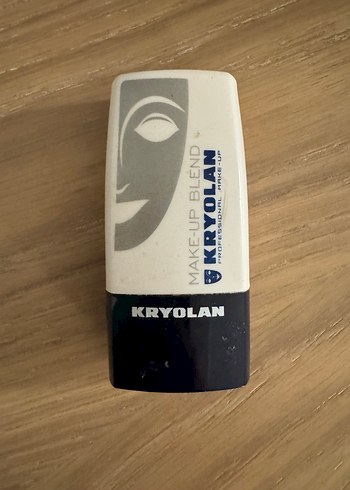 MAKE-UP BLEND
KRYOLAN
PROFESSIONAL MAKE-UP
KRYOLAN